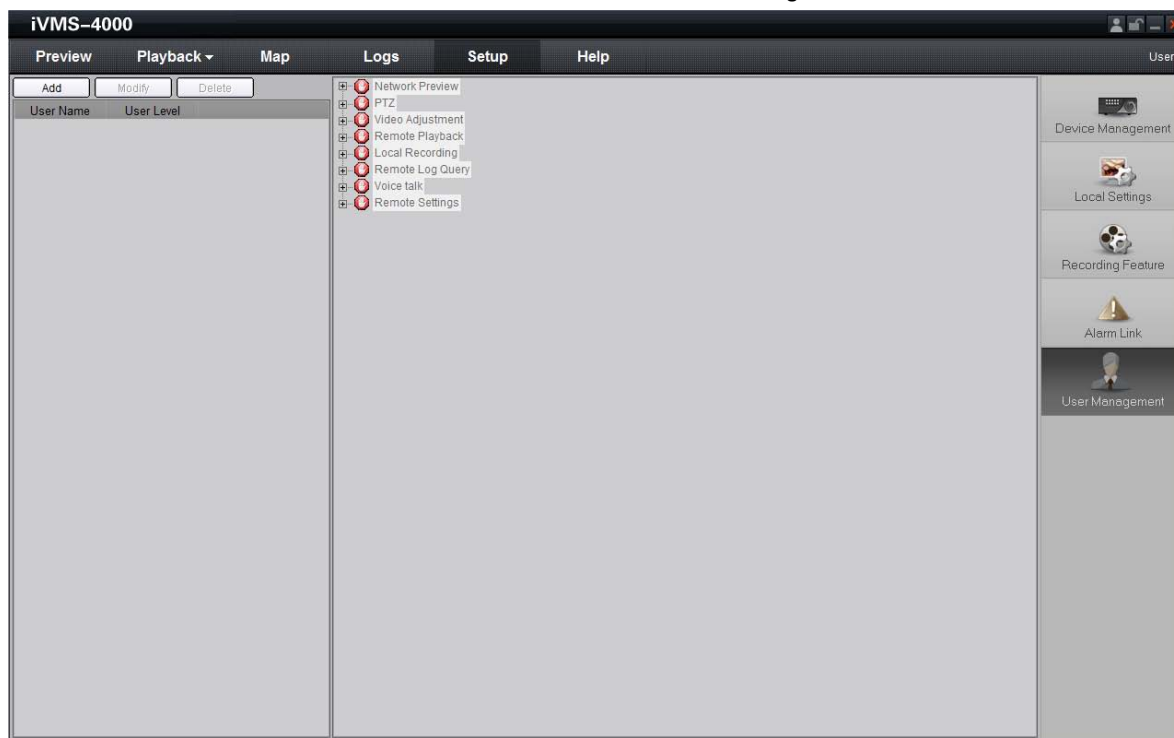 iVMS-4000
Preview Playback Map Logs Setup Help User
Add Modify Delete
User Name User Level
Network Preview
PTZ
Video Adjustment
Remote Playback
Local Recording
Remote Log Query
Voice talk
Remote Settings
Device Management
Local Settings
Recording Feature
Alarm Link
User Management